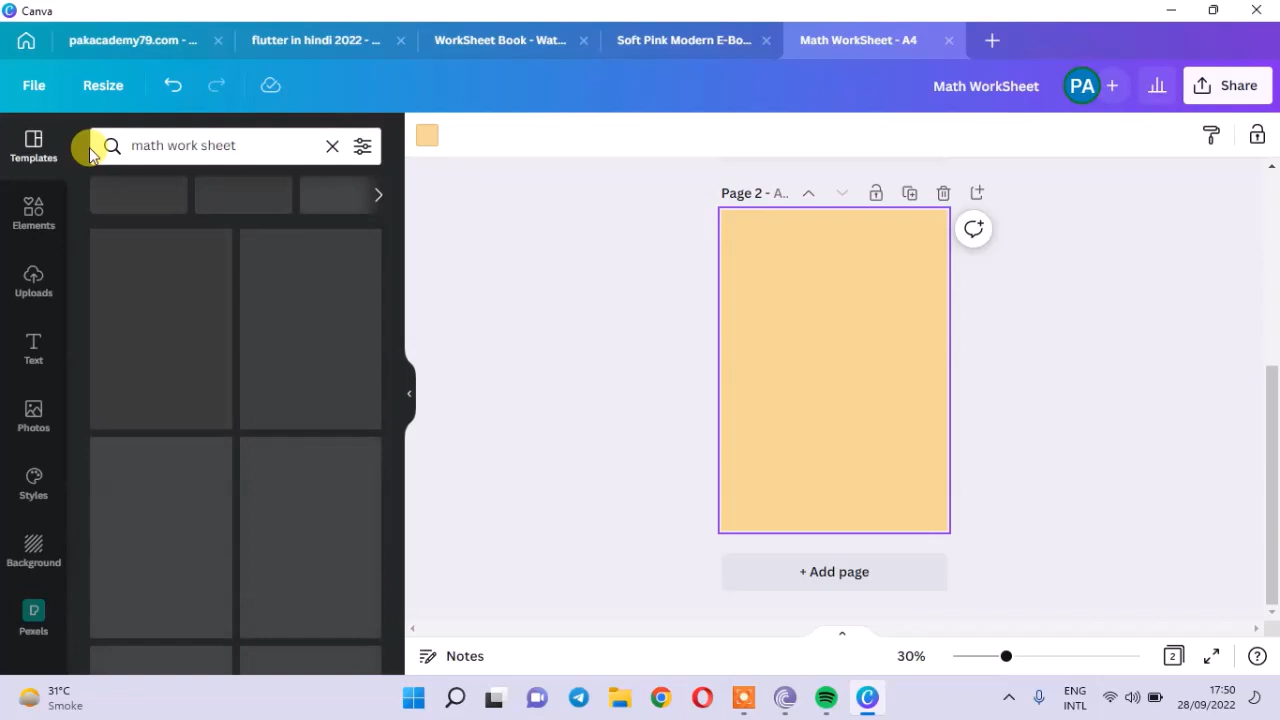 Canva
pakacademy79.com - ...
flutter in hindi 2022 - ...
WorkSheet Book - Wat...
Soft Pink Modern E-Bo...
Math WorkSheet - A4
File
Resize
Math WorkSheet
PA
Share
Templates
math work sheet
Elements
Uploads
Text
Photos
Styles
Background
Pexels
Page 2 - A..
+ Add page
Notes
30%
2
31°C
Smoke
ENG
INTL
17:50
28/09/2022